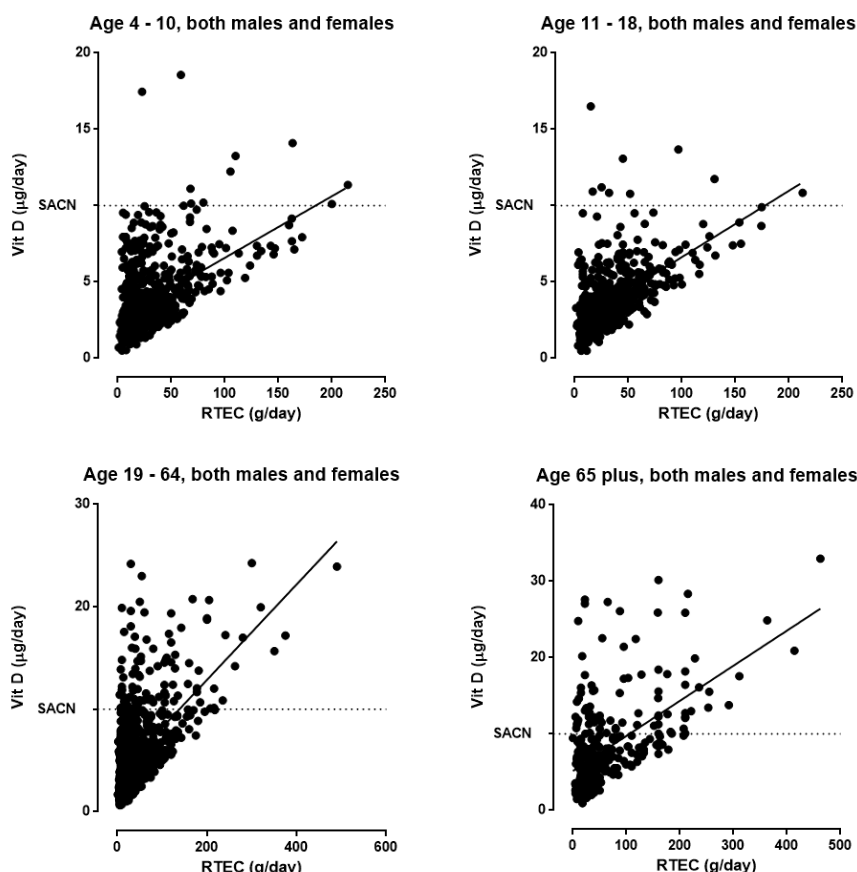 Age 4 - 10, both males and females
20
15
SACN
5
0
Vit D (µg/day)
0 50 100 150 200 250
RTEC (g/day)
Age 11 - 18, both males and females
20
15
SACN
5
0
Vit D (µg/day)
0 50 100 150 200 250
RTEC (g/day)
Age 19 - 64, both males and females
30
20
SACN
0
Vit D (µg/day)
0 200 400 600
RTEC (g/day)
Age 65 plus, both males and females
40
30
20
SACN
0
Vit D (µg/day)
0 100 200 300 400 500
RTEC (g/day)